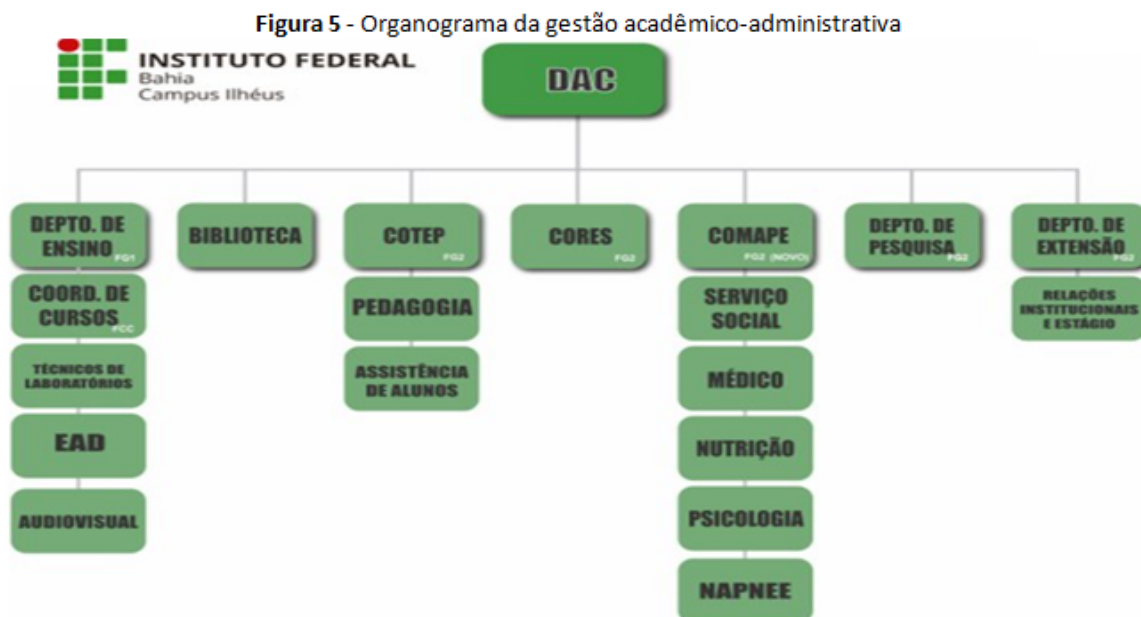 Figura 5 - Organograma da gestão acadêmico-administrativa
INSTITUTO FEDERAL
Bahia
Campus Ilhéus
DAC
DEPTO. DE
ENSINO
FG1
BIBLIOTECA
COTEP
FG2
CORES
FG2
COMAPE
FG2 (NOVO)
DEPTO. DE
PESQUISA
FG2
DEPTO. DE
EXTENSÃO
FG2
COORD. DE
CURSOS
FCC
TÉCNICOS DE
LABORATÓRIOS
EAD
AUDIOVISUAL
PEDAGOGIA
ASSISTÊNCIA
DE ALUNOS
SERVIÇO
SOCIAL
MÉDICO
NUTRIÇÃO
PSICOLOGIA
NAPNEE
RELAÇÕES
INSTITUCIONAIS
E ESTÁGIO